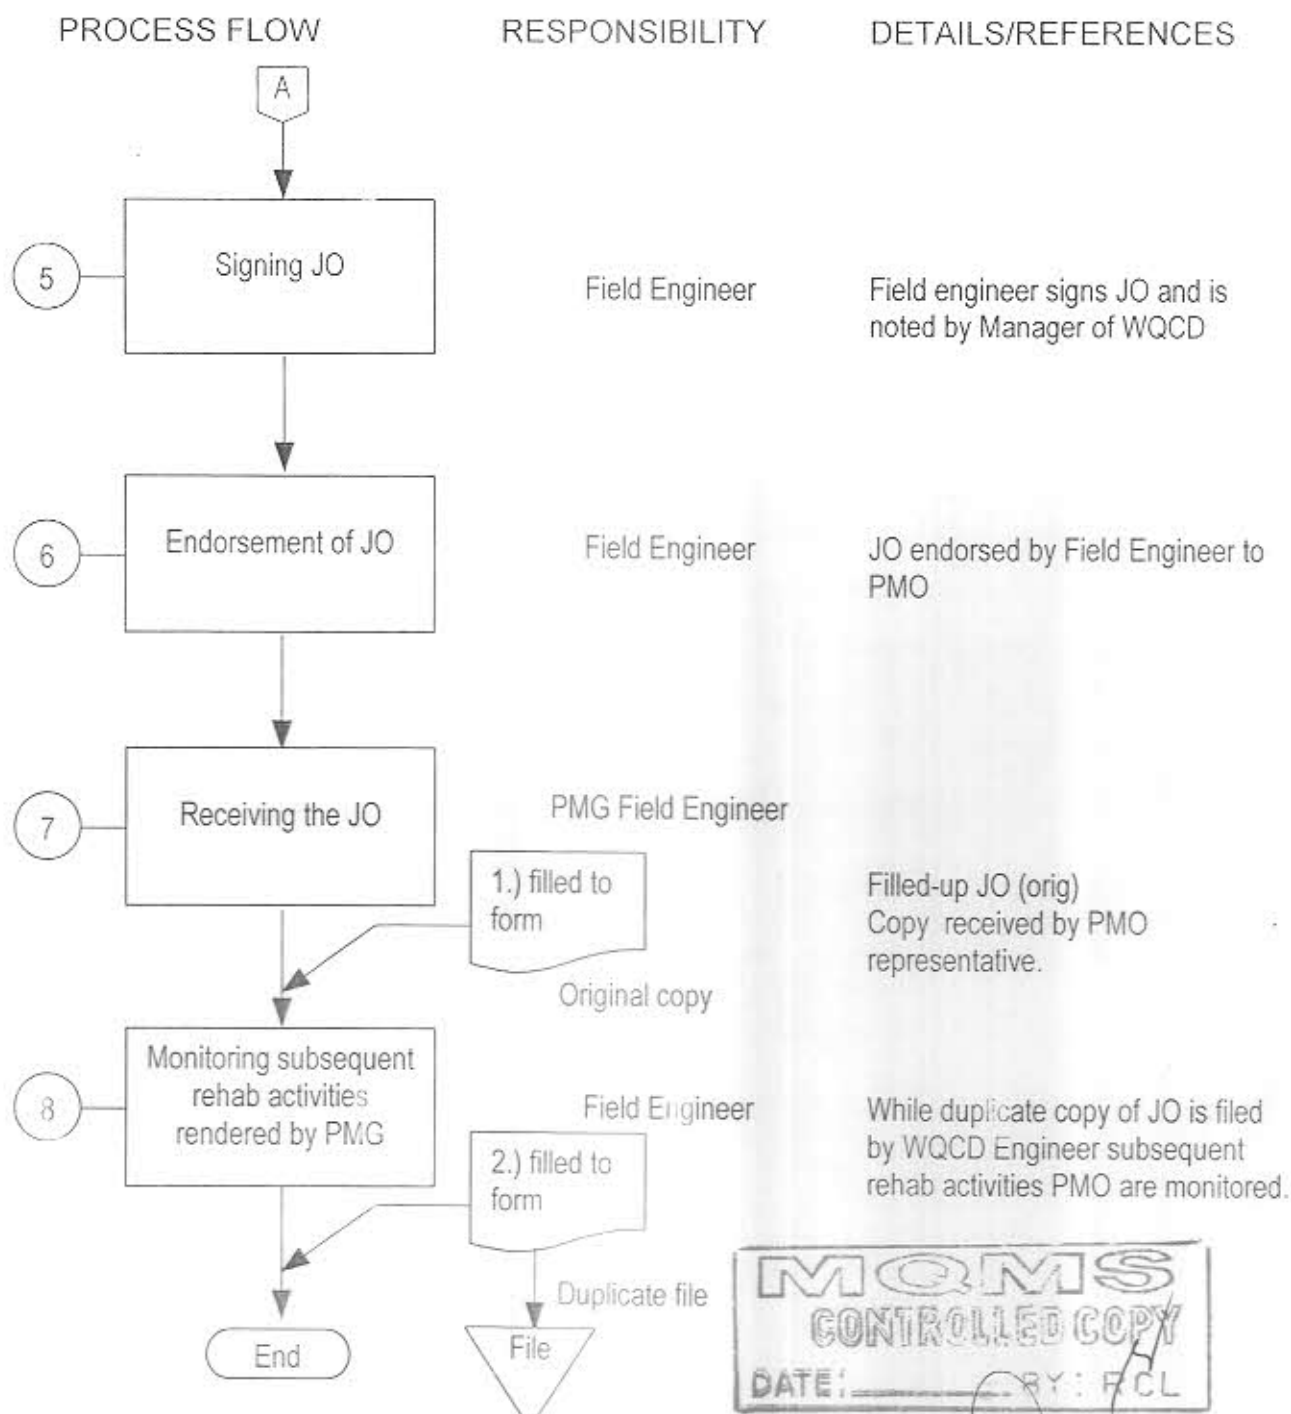 PROCESS FLOW RESPONSIBILITY DETAILS/REFERENCES
A
5
Signing JO
Field Engineer
Field engineer signs JO and is
noted by Manager of WQCD
6
Endorsement of JO
Field Engineer
JO endorsed by Field Engineer to
PMO
7
Receiving the JO
PMG Field Engineer
1.) filled to
form
Original copy
Filled-up JO (orig)
Copy received by PMO
representative.
8
Monitoring subsequent
rehab activities
rendered by PMG
Field Engineer
While duplicate copy of JO is filed
by WQCD Engineer subsequent
rehab activities PMO are monitored.
2.) filled to
form
Duplicate file
End
File
MQMS
CONTROLLED COPY
DATE: BY: RCL